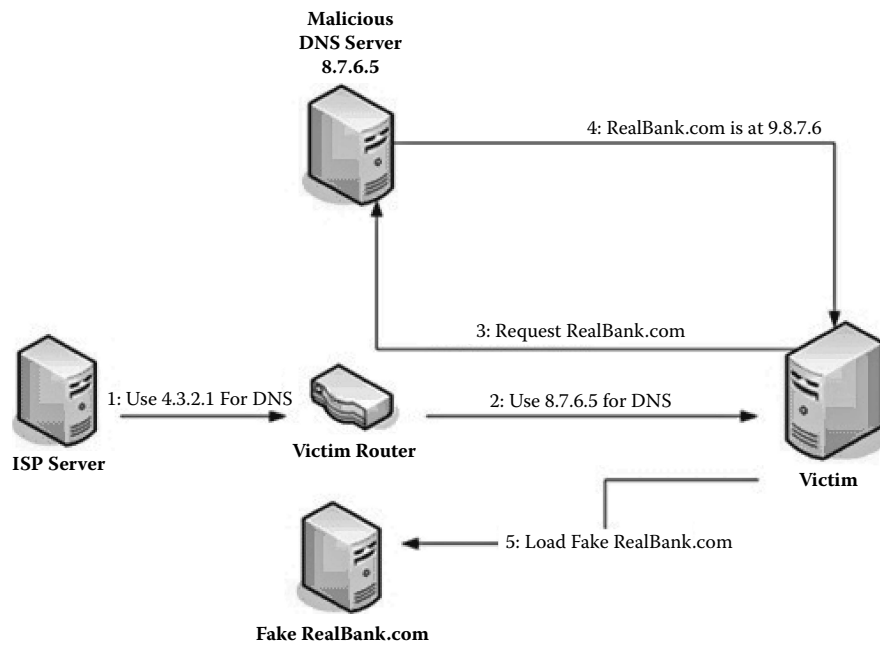 Malicious
DNS Server
8.7.6.5
4: RealBank.com is at 9.8.7.6
3: Request RealBank.com
1: Use 4.3.2.1 For DNS
2: Use 8.7.6.5 for DNS
ISP Server
Victim Router
Victim
5: Load Fake RealBank.com
Fake RealBank.com